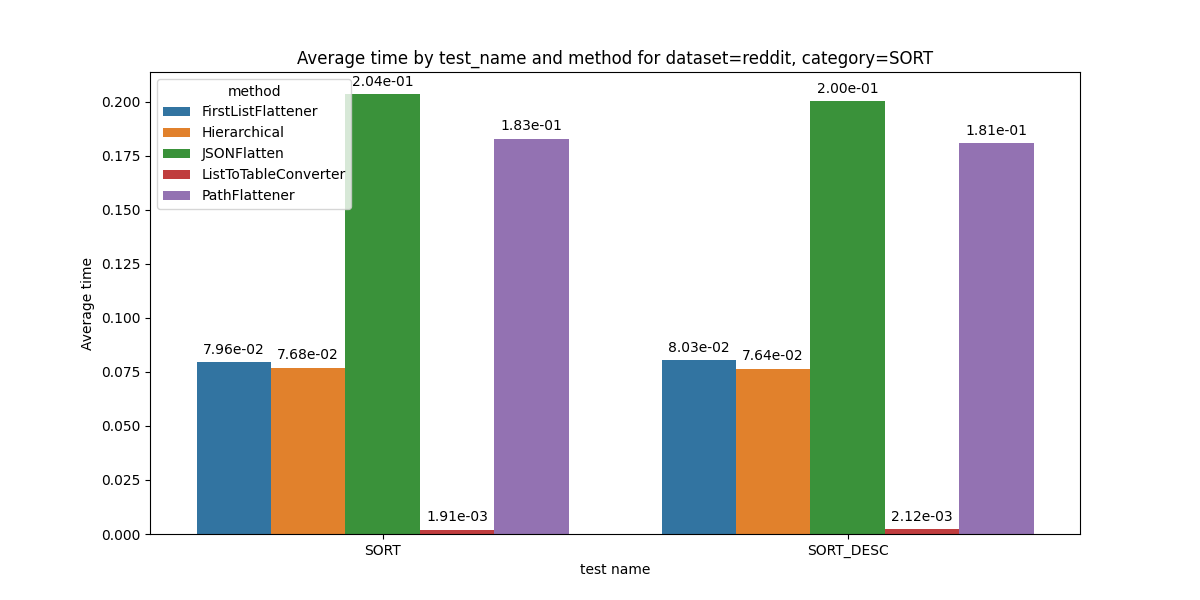 Average time by test_name and method for dataset=reddit, category=SORT
method
FirstListFlattener
Hierarchical
JSONFlatten
ListToTableConverter
PathFlattener
2.04e-01
2.00e-01
1.83e-01
1.81e-01
7.96e-02
7.68e-02
8.03e-02
7.64e-02
1.91e-03
2.12e-03
Average time
0.200
0.175
0.150
0.125
0.100
0.075
0.050
0.025
0.000
SORT
SORT_DESC
test name